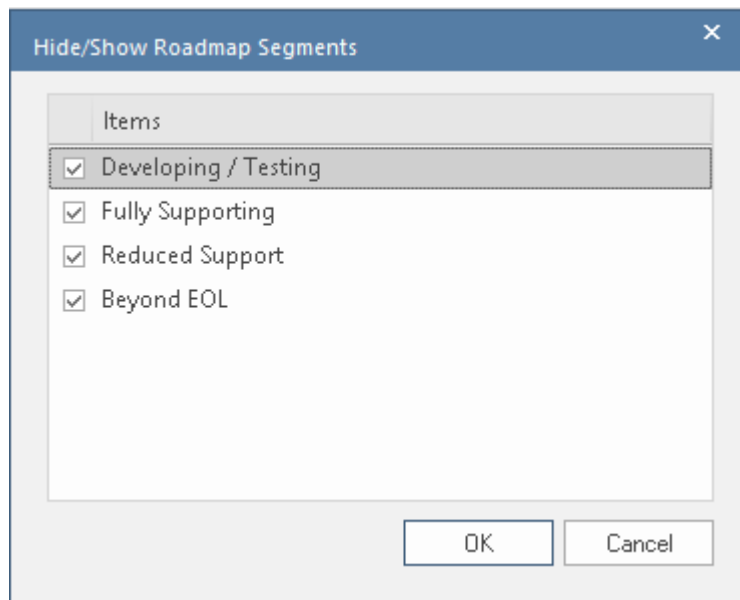 Hide/Show Roadmap Segments
Items
Developing / Testing
Fully Supporting
Reduced Support
Beyond EOL
OK
Cancel